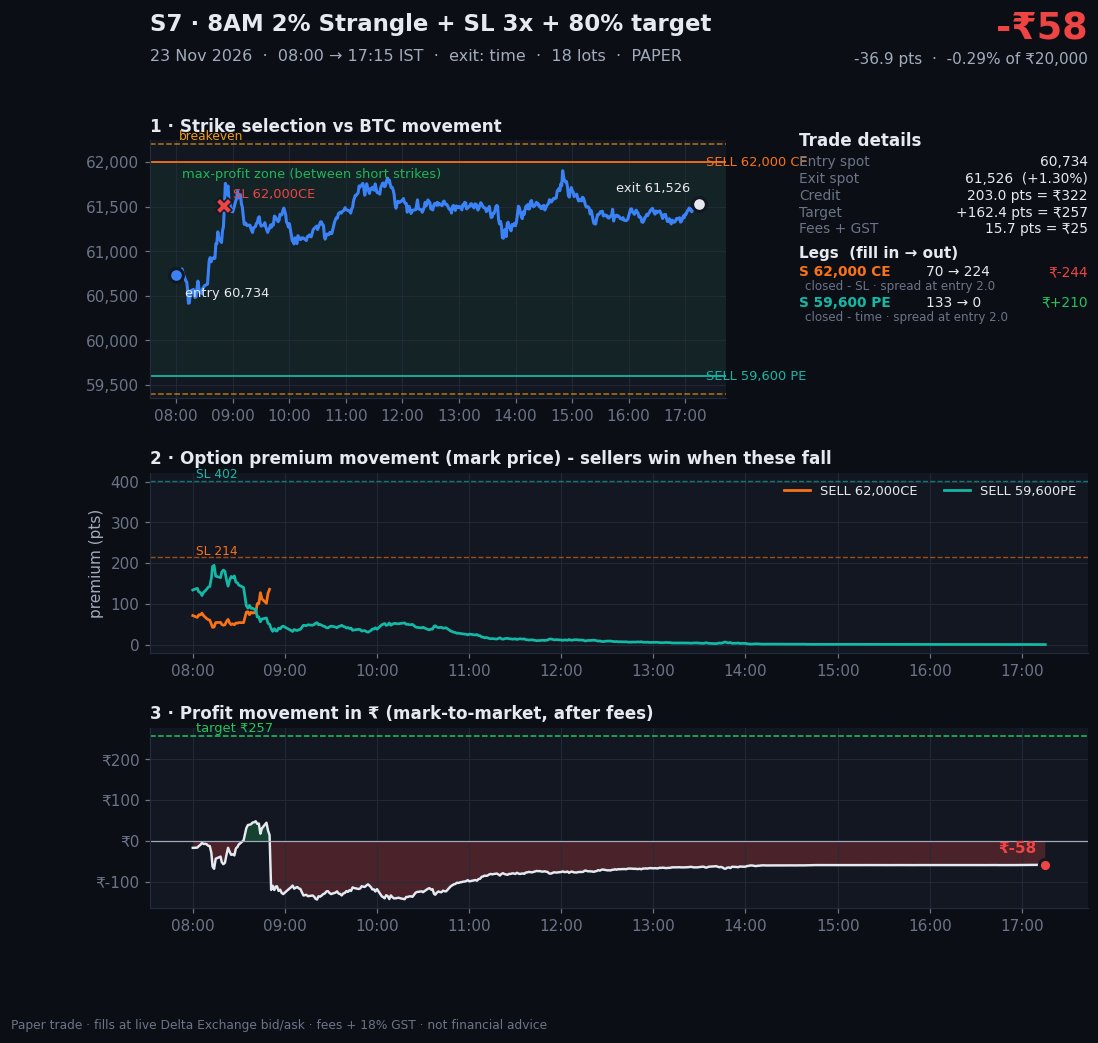 S7 · 8AM 2% Strangle + SL 3x + 80% target
-₹58
23 Nov 2026 · 08:00 → 17:15 IST · exit: time · 18 lots · PAPER
-36.9 pts · -0.29% of ₹20,000
1 · Strike selection vs BTC movement
breakeven
62,000
61,500
61,000
60,500
60,000
59,500
SELL 62,000 CE
max-profit zone (between short strikes)
SL 62,000CE
exit 61,526
entry 60,734
SELL 59,600 PE
08:00 09:00 10:00 11:00 12:00 13:00 14:00 15:00 16:00 17:00
Trade details
Entry spot 60,734
Exit spot 61,526 (+1.30%)
Credit 203.0 pts = ₹322
Target +162.4 pts = ₹257
Fees + GST 15.7 pts = ₹25
Legs (fill in → out)
S 62,000 CE 70 → 224 ₹-244
closed - SL · spread at entry 2.0
S 59,600 PE 133 → 0 ₹+210
closed - time · spread at entry 2.0
2 · Option premium movement (mark price) - sellers win when these fall
SL 402
SELL 62,000CE SELL 59,600PE
SL 214
premium (pts)
400
300
200
100
0
08:00 09:00 10:00 11:00 12:00 13:00 14:00 15:00 16:00 17:00
3 · Profit movement in ₹ (mark-to-market, after fees)
target ₹257
₹200
₹100
₹0
₹-100
₹-58
08:00 09:00 10:00 11:00 12:00 13:00 14:00 15:00 16:00 17:00
Paper trade · fills at live Delta Exchange bid/ask · fees + 18% GST · not financial advice